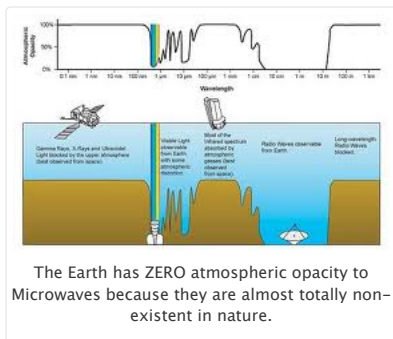 100%
50%
0%
Atmospheric
Opacity
0.1 nm 1 nm 10 nm 100 nm 1 µm 10 µm 100 µm 1 mm 1 cm 10 cm 1 m 10 m 100 m 1 km
Wavelength
Gamma Rays, X-Rays and Ultraviolet
Light blocked by the upper atmosphere
(best observed from space).
Visible Light
observable
from Earth,
with some
atmospheric
distortion.
Most of the
Infrared spectrum
absorbed by
atmospheric
gasses (best
observed
from space).
Radio Waves observable
from Earth.
Long-wavelength
Radio Waves
blocked.
The Earth has ZERO atmospheric opacity to
Microwaves because they are almost totally non-
existent in nature.